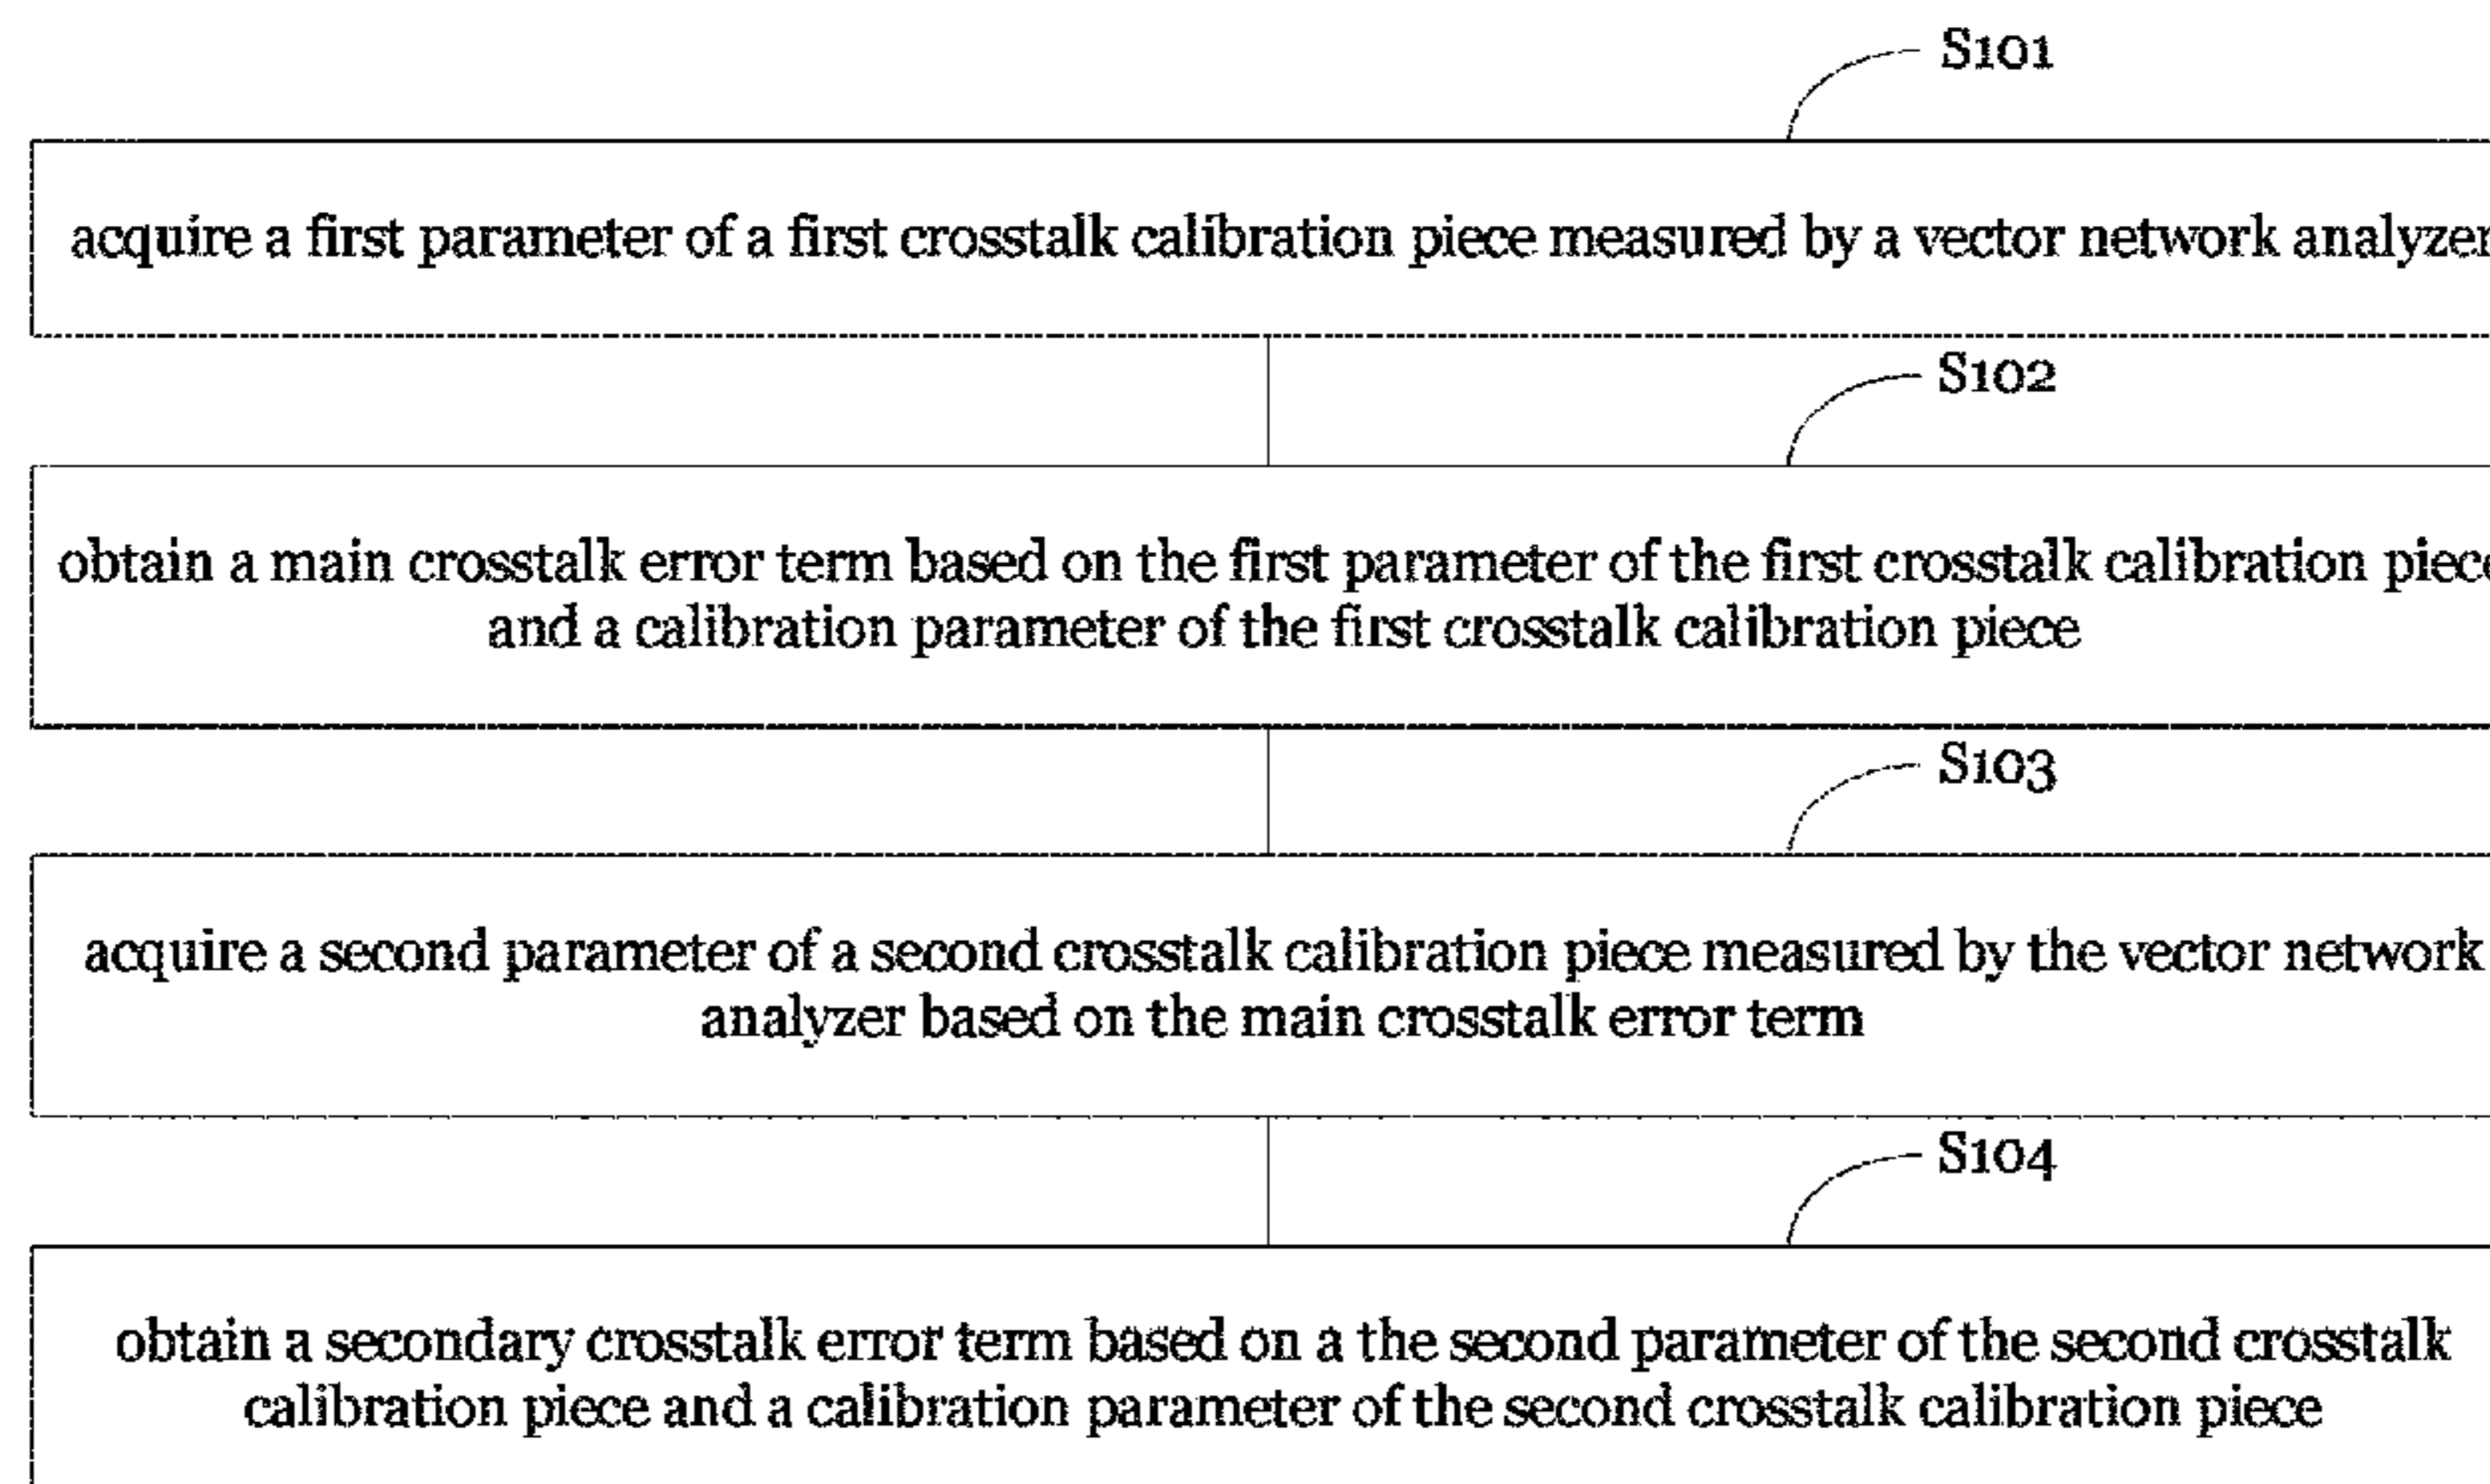 S101
acquire a first parameter of a first crosstalk calibration piece measured by a vector network analyzer
S102
obtain a main crosstalk error term based on the first parameter of the first crosstalk calibration piece
and a calibration parameter of the first crosstalk calibration piece
S103
acquire a second parameter of a second crosstalk calibration piece measured by the vector network
analyzer based on the main crosstalk error term
S104
obtain a secondary crosstalk error term based on a the second parameter of the second crosstalk
calibration piece and a calibration parameter of the second crosstalk calibration piece